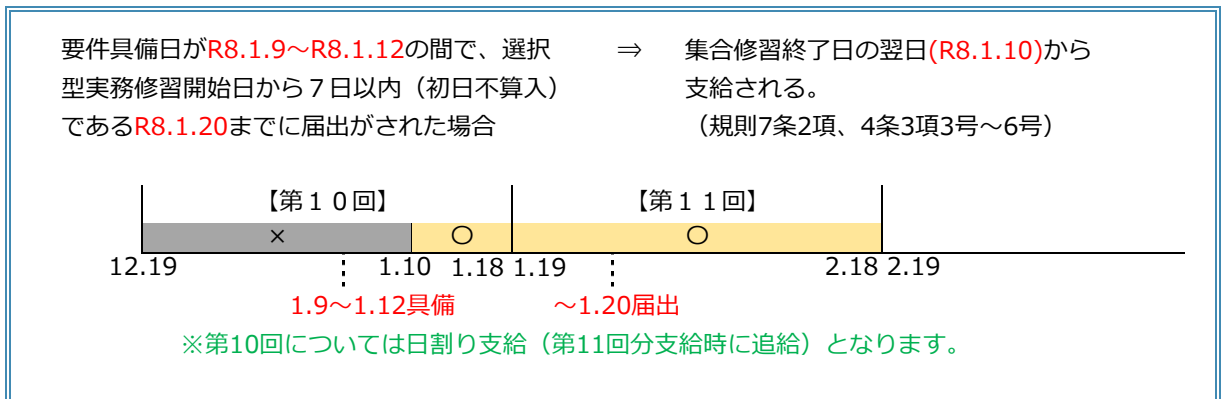 要件具備日がR8.1.9～R8.1.12の間で、選択 ⇒ 集合修習終了日の翌日(R8.1.10)から
型実務修習開始日から７日以内（初日不算入） 支給される。
であるR8.1.20までに届出がされた場合 （規則7条2項、4条3項3号～6号）
【第１０回】 【第１１回】
× 〇 〇
12.19 1.10 1.18 1.19 2.18 2.19
1.9～1.12具備 ～1.20届出
※第10回については日割り支給（第11回分支給時に追給）となります。